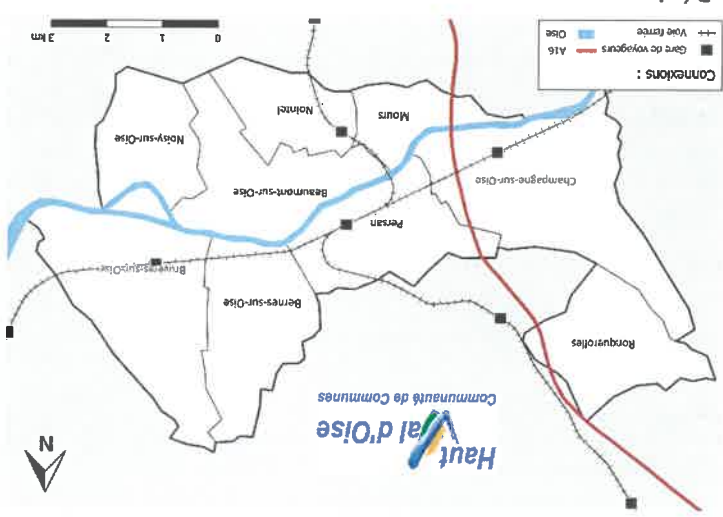 N
Haut
Val d'Oise
Communauté de Communes
Ronquerolles
Bernes-sur-Oise
Bruyères-sur-Oise
Persan
Champagne-sur-Oise
Beaumont-sur-Oise
Noisy-sur-Oise
Mours
Nointel
Connexions :
Gare de voyageurs A16
Voie ferrée Oise
0 1 2 3 km